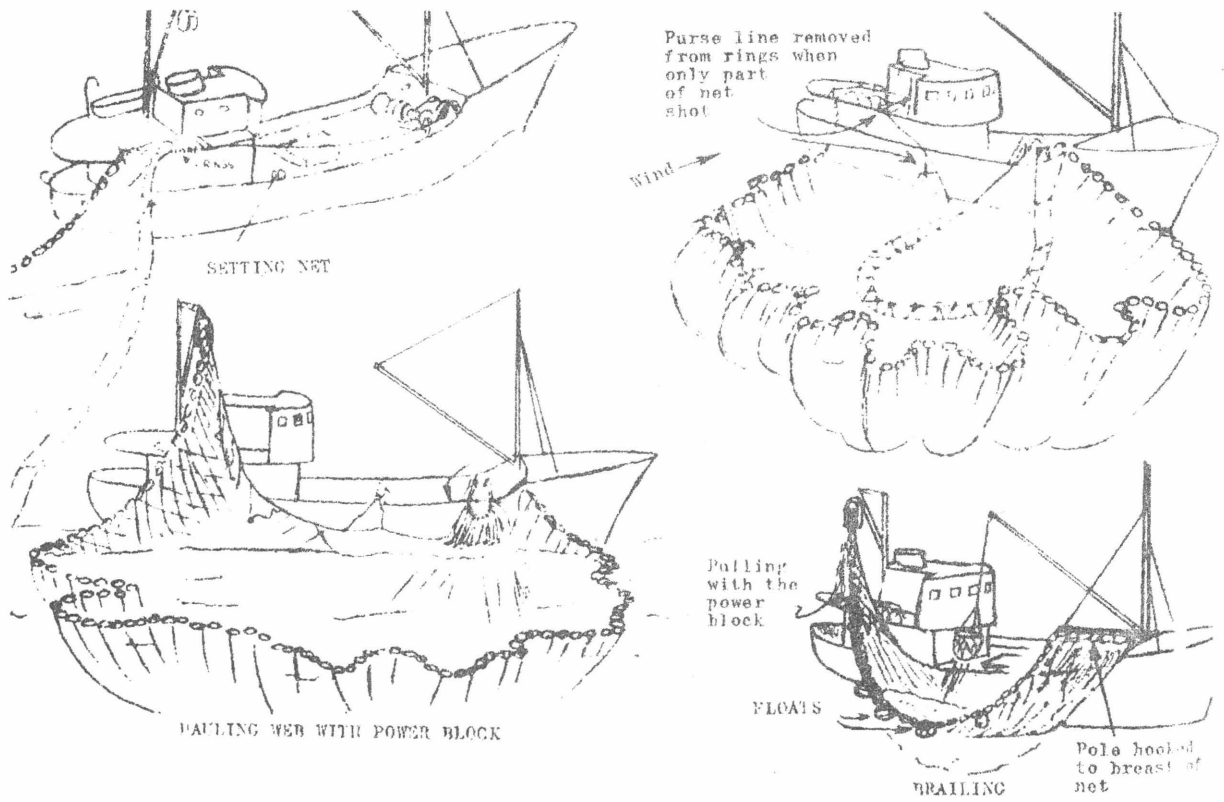 SETTING NET
HAULING WEB WITH POWER BLOCK
Purse line removed
from rings when
only part
of net
shot
Wind
Pulling
with the
power
block
FLOATS
Pole hooked
to breast of
net
BRAILING